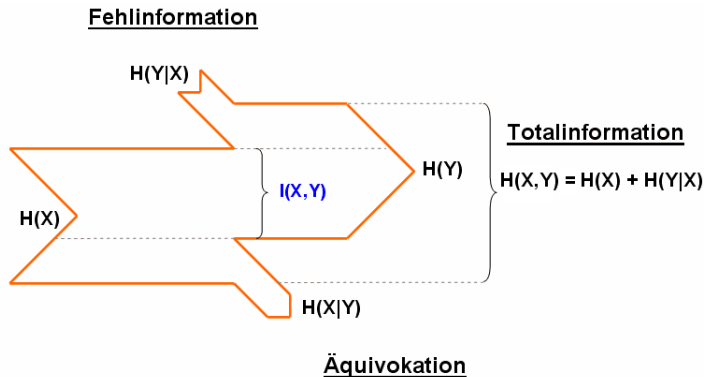 Fehlinformation
H(Y|X)
Totalinformation
H(X,Y) = H(X) + H(Y|X)
H(Y)
I(X,Y)
H(X)
H(X|Y)
Äquivokation